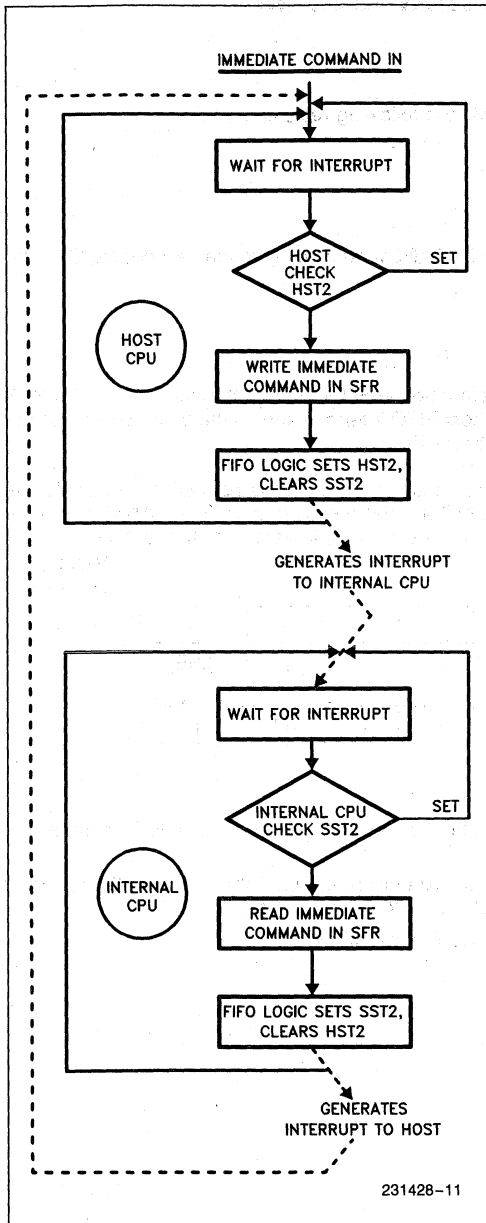 IMMEDIATE COMMAND IN
WAIT FOR INTERRUPT
HOST
CHECK
HST2
SET
HOST
CPU
WRITE IMMEDIATE
COMMAND IN SFR
FIFO LOGIC SETS HST2,
CLEARS SST2
GENERATES INTERRUPT
TO INTERNAL CPU
WAIT FOR INTERRUPT
INTERNAL CPU
CHECK SST2
SET
INTERNAL
CPU
READ IMMEDIATE
COMMAND IN SFR
FIFO LOGIC SETS SST2,
CLEARS HST2
GENERATES
INTERRUPT TO HOST
231428-11